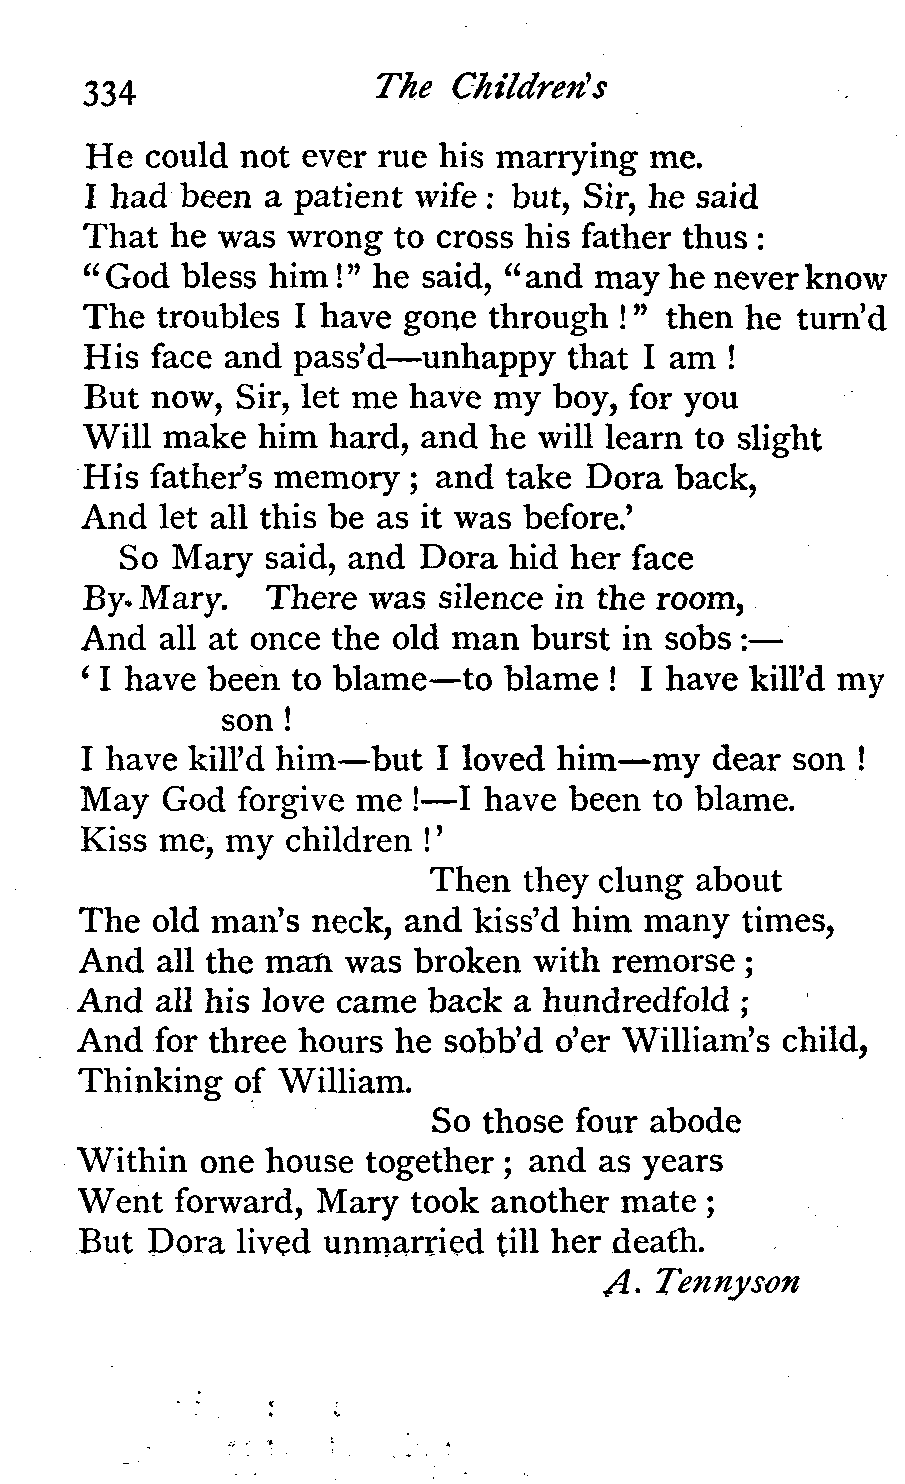 334 The Children's
He could not ever rue his marrying me.
I had been a patient wife : but, Sir, he said
That he was wrong to cross his father thus :
“God bless him !” he said, “and may he never know
The troubles I have gone through !” then he turn’d
His face and pass’d—unhappy that I am !
But now, Sir, let me have my boy, for you
Will make him hard, and he will learn to slight
His father’s memory ; and take Dora back,
And let all this be as it was before.’
So Mary said, and Dora hid her face
By Mary. There was silence in the room,
And all at once the old man burst in sobs :—
‘ I have been to blame—to blame ! I have kill’d my
son !
I have kill’d him—but I loved him—my dear son !
May God forgive me !—I have been to blame.
Kiss me, my children !’
Then they clung about
The old man’s neck, and kiss’d him many times,
And all the man was broken with remorse ;
And all his love came back a hundredfold ;
And for three hours he sobb’d o’er William’s child,
Thinking of William.
So those four abode
Within one house together ; and as years
Went forward, Mary took another mate ;
But Dora lived unmarried till her death.
A. Tennyson